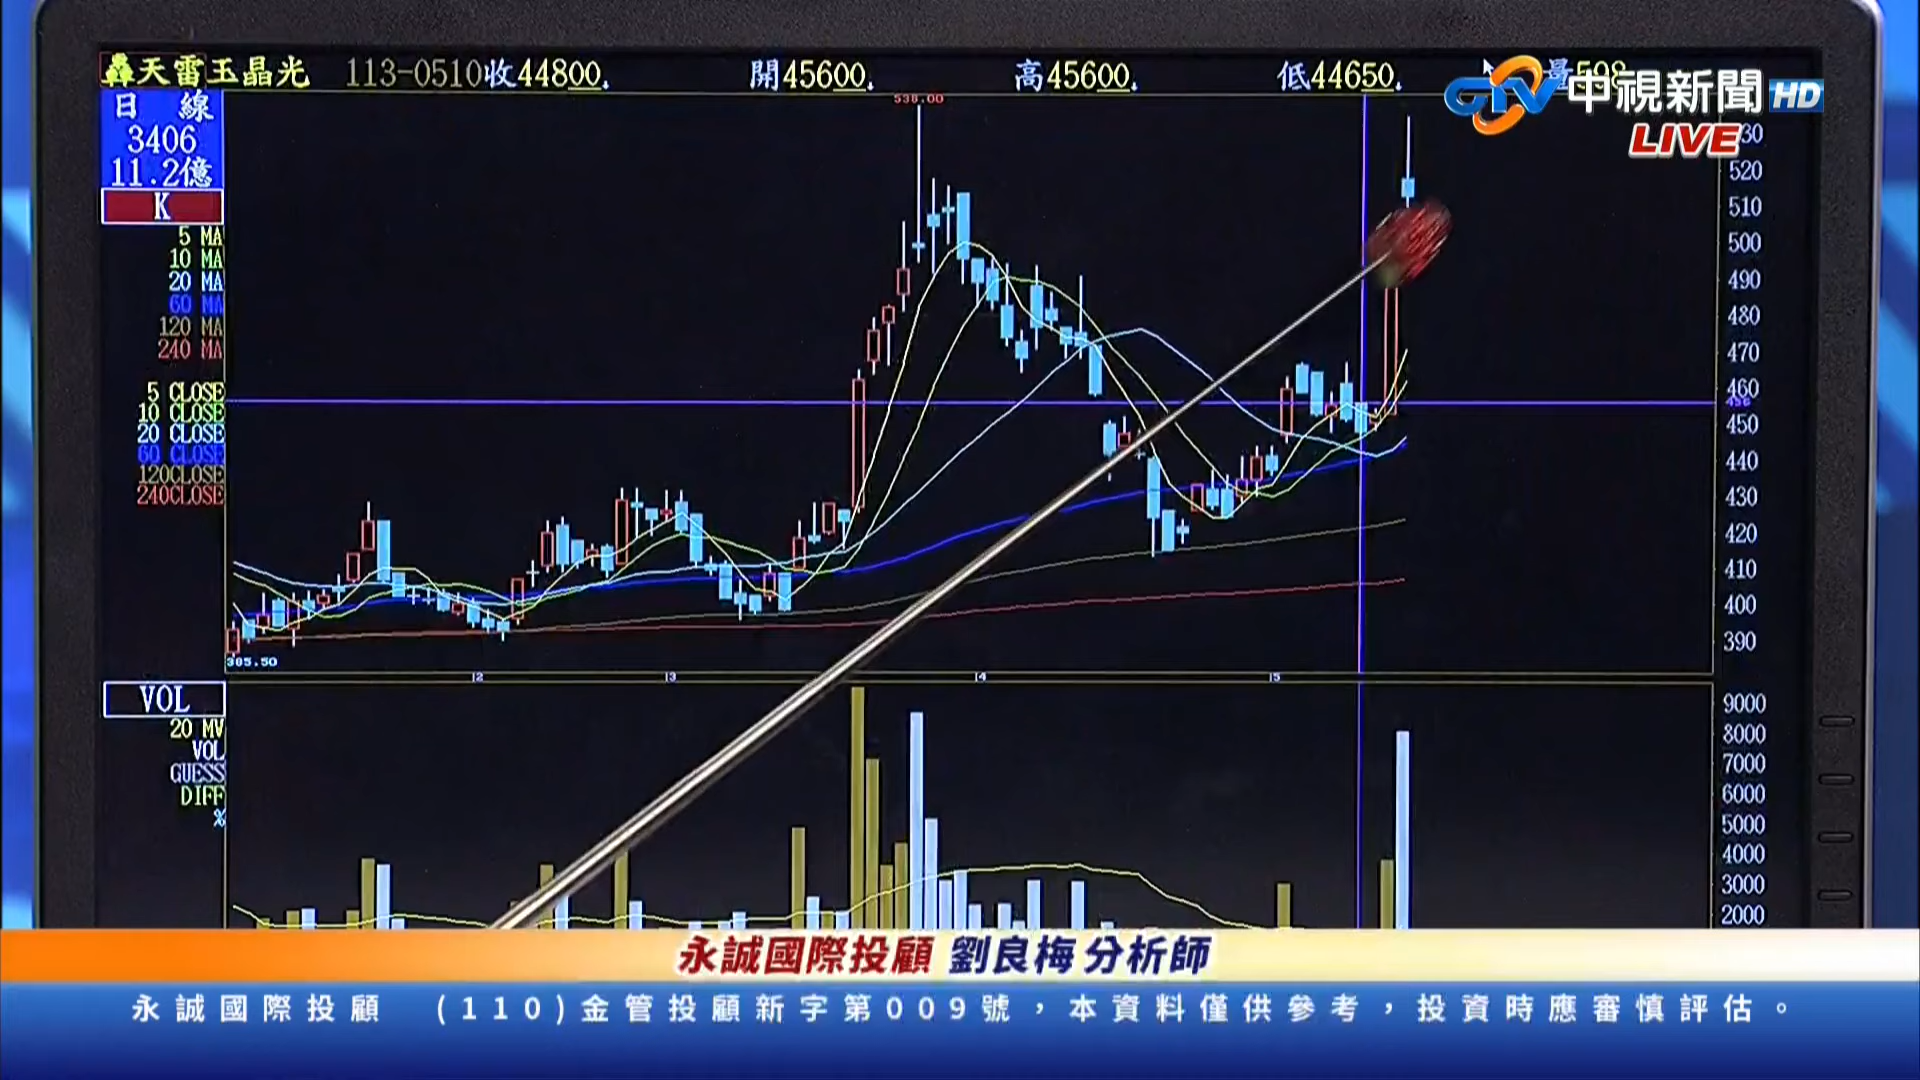 轟天雷玉晶光 113-0510收44800. 開45600. 高45600. 低44650.
CTV中視新聞HD
LIVE
日 線
3406
11.2億
K
5 MA
10 MA
20 MA
60 MA
120 MA
240 MA
5 CLOSE
10 CLOSE
20 CLOSE
60 CLOSE
120CLOSE
240CLOSE
538.00
385.50
520
510
500
490
480
470
460
450
440
430
420
410
400
390
2 3 4 5
VOL
20 MV
VOL
GUESS
DIFF
%
9000
8000
7000
6000
5000
4000
3000
2000
永誠國際投顧 劉良梅分析師
永誠國際投顧 (110)金管投顧新字第009號，本資料僅供參考，投資時應審慎評估。